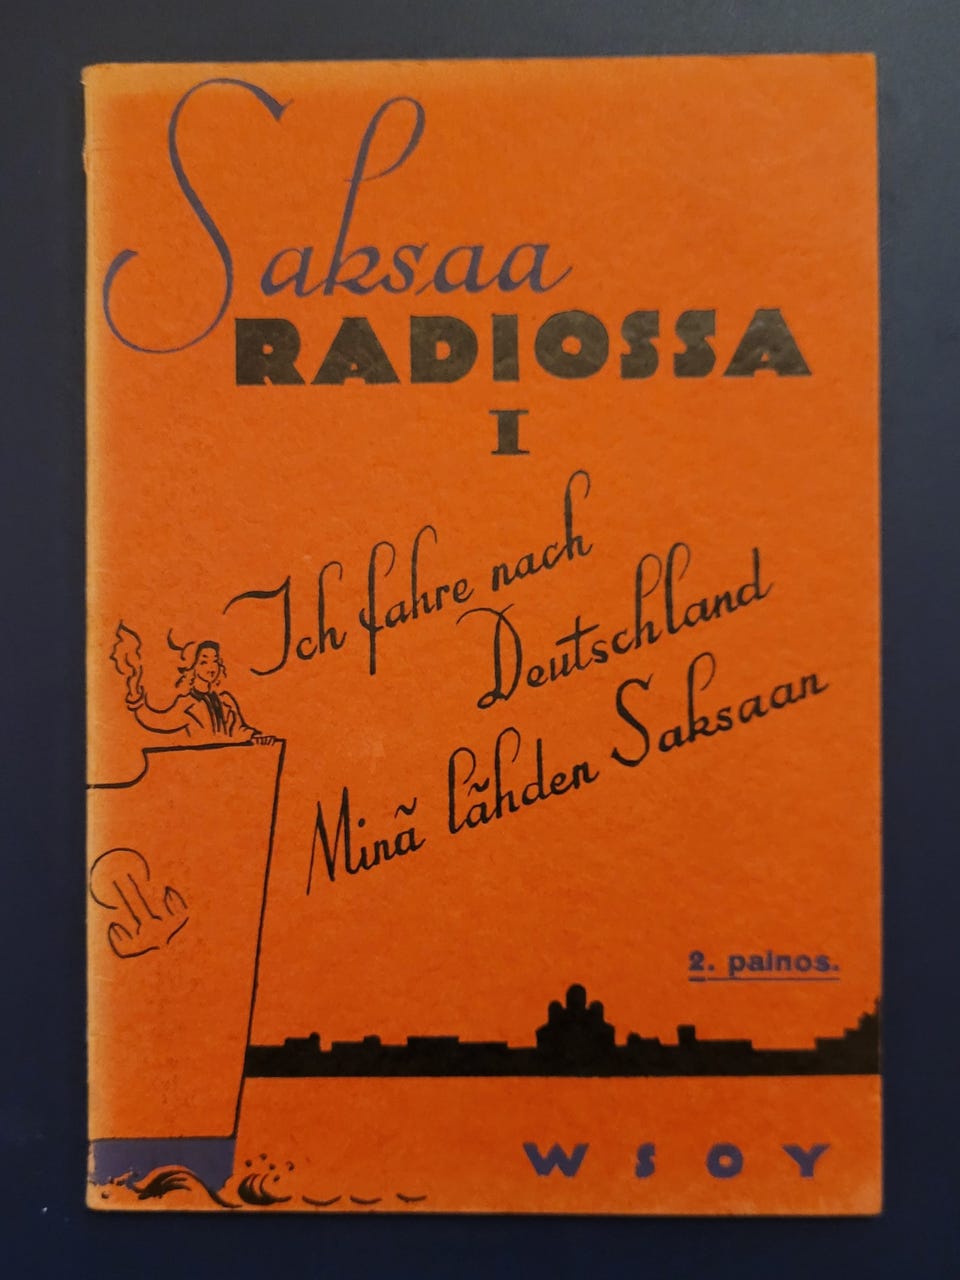 Saksaa
RADIOSSA
I
Ich fahre nach
Deutschland
Minä lähden Saksaan
2. painos.
WSOY